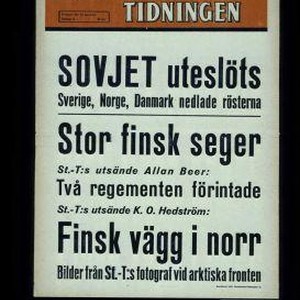 TIDNINGEN
SOVJET uteslöts
Sverige, Norge, Danmark nedlade rösterna
Stor finsk seger
St.-T:s utsände Allan Beer:
Två regementen förintade
St.-T:s utsände K. O. Hedström:
Finsk vägg i norr
Bilder från St.-T:s fotograf vid arktiska fronten